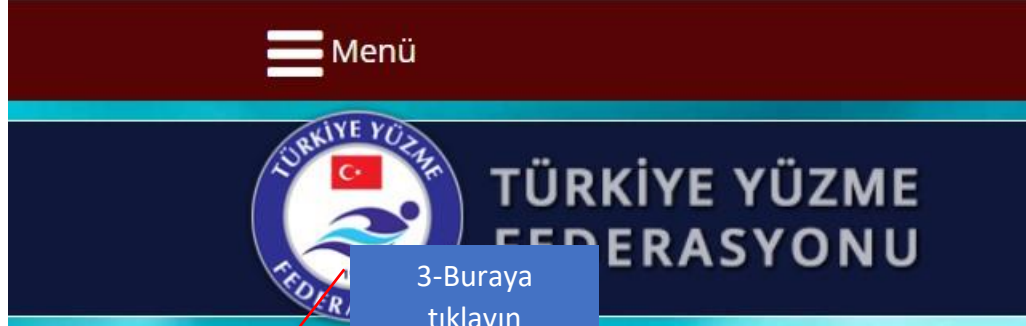 Menü
TÜRKİYE YÜZME
TÜRKİYE YÜZME
FEDERASYONU
3-Buraya
tıklayın